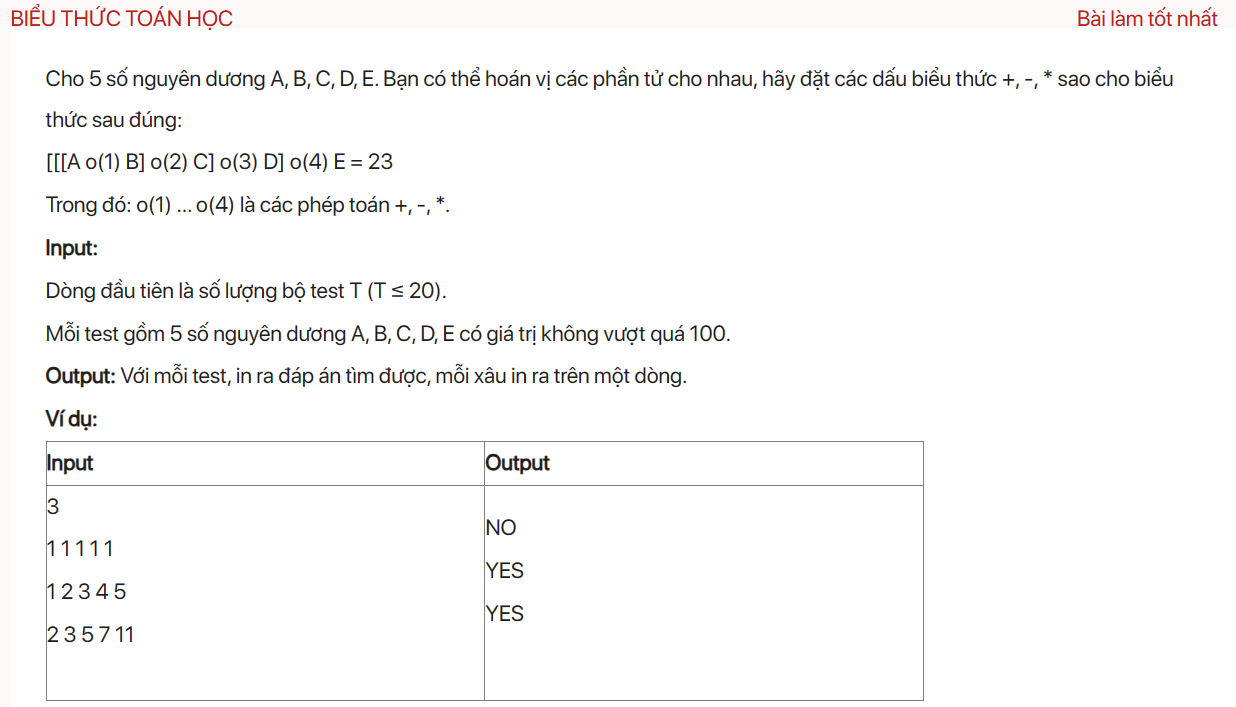 BIỂU THỨC TOÁN HỌC
Bài làm tốt nhất
Cho 5 số nguyên dương A, B, C, D, E. Bạn có thể hoán vị các phần tử cho nhau, hãy đặt các dấu biểu thức +, -, * sao cho biểu
thức sau đúng:
[[[A o(1) B] o(2) C] o(3) D] o(4) E = 23
Trong đó: o(1) ... o(4) là các phép toán +, -, *.
Input:
Dòng đầu tiên là số lượng bộ test T (T ≤ 20).
Mỗi test gồm 5 số nguyên dương A, B, C, D, E có giá trị không vượt quá 100.
Output: Với mỗi test, in ra đáp án tìm được, mỗi xâu in ra trên một dòng.
Ví dụ:
Input
Output
3
1 1 1 1 1
1 2 3 4 5
2 3 5 7 11
NO
YES
YES